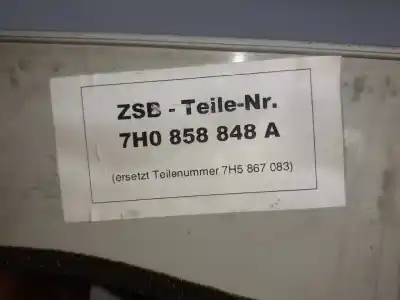 ZSB - Teile-Nr.
7H0 858 848 A
(ersetzt Teilenummer 7H5 867 083)